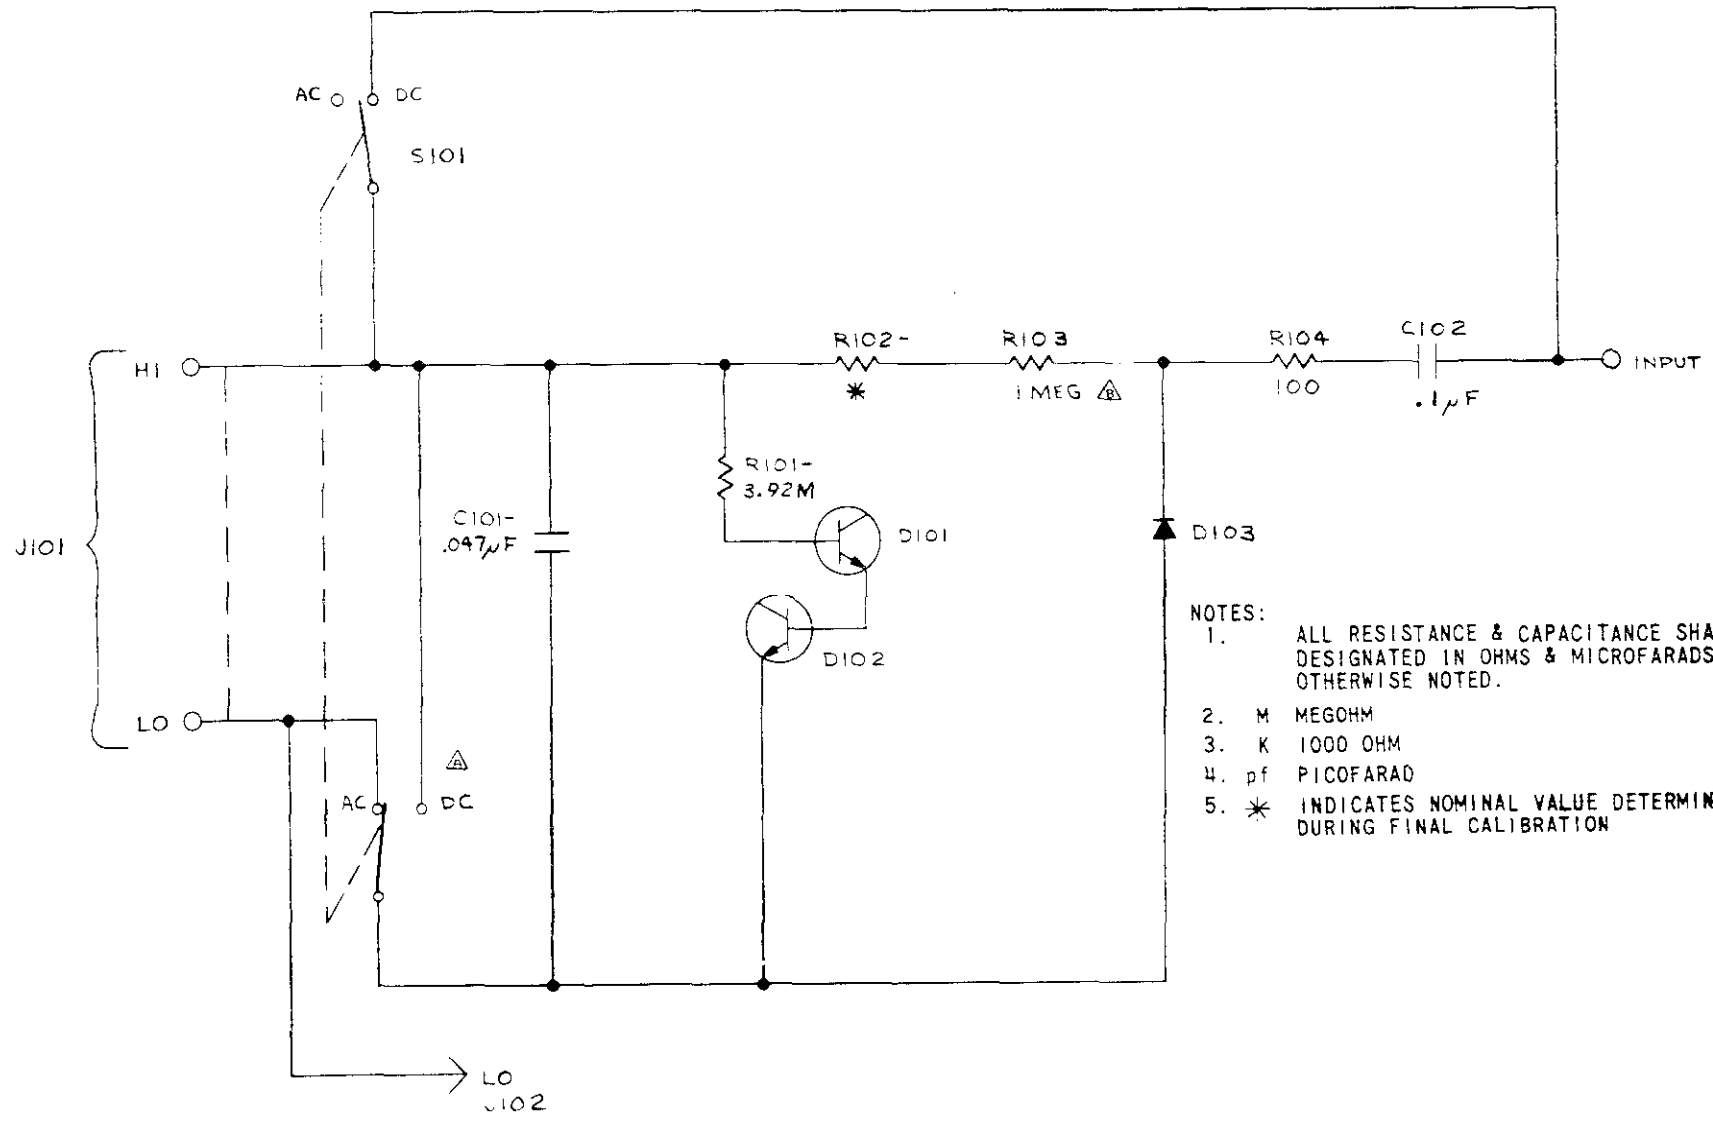 AC DC
S101
HI
R102-
*
R103
1 MEG B
R104
100
C102
.1µF
INPUT
R101-
3.92M
C101-
.047µF
D101
D102
D103
J101
LO
AC DC
LO
J102
NOTES:
1. ALL RESISTANCE & CAPACITANCE SHA
DESIGNATED IN OHMS & MICROFARADS
OTHERWISE NOTED.
2. M MEGOHM
3. K 1000 OHM
4. pf PICOFARAD
5. * INDICATES NOMINAL VALUE DETERMIN
DURING FINAL CALIBRATION